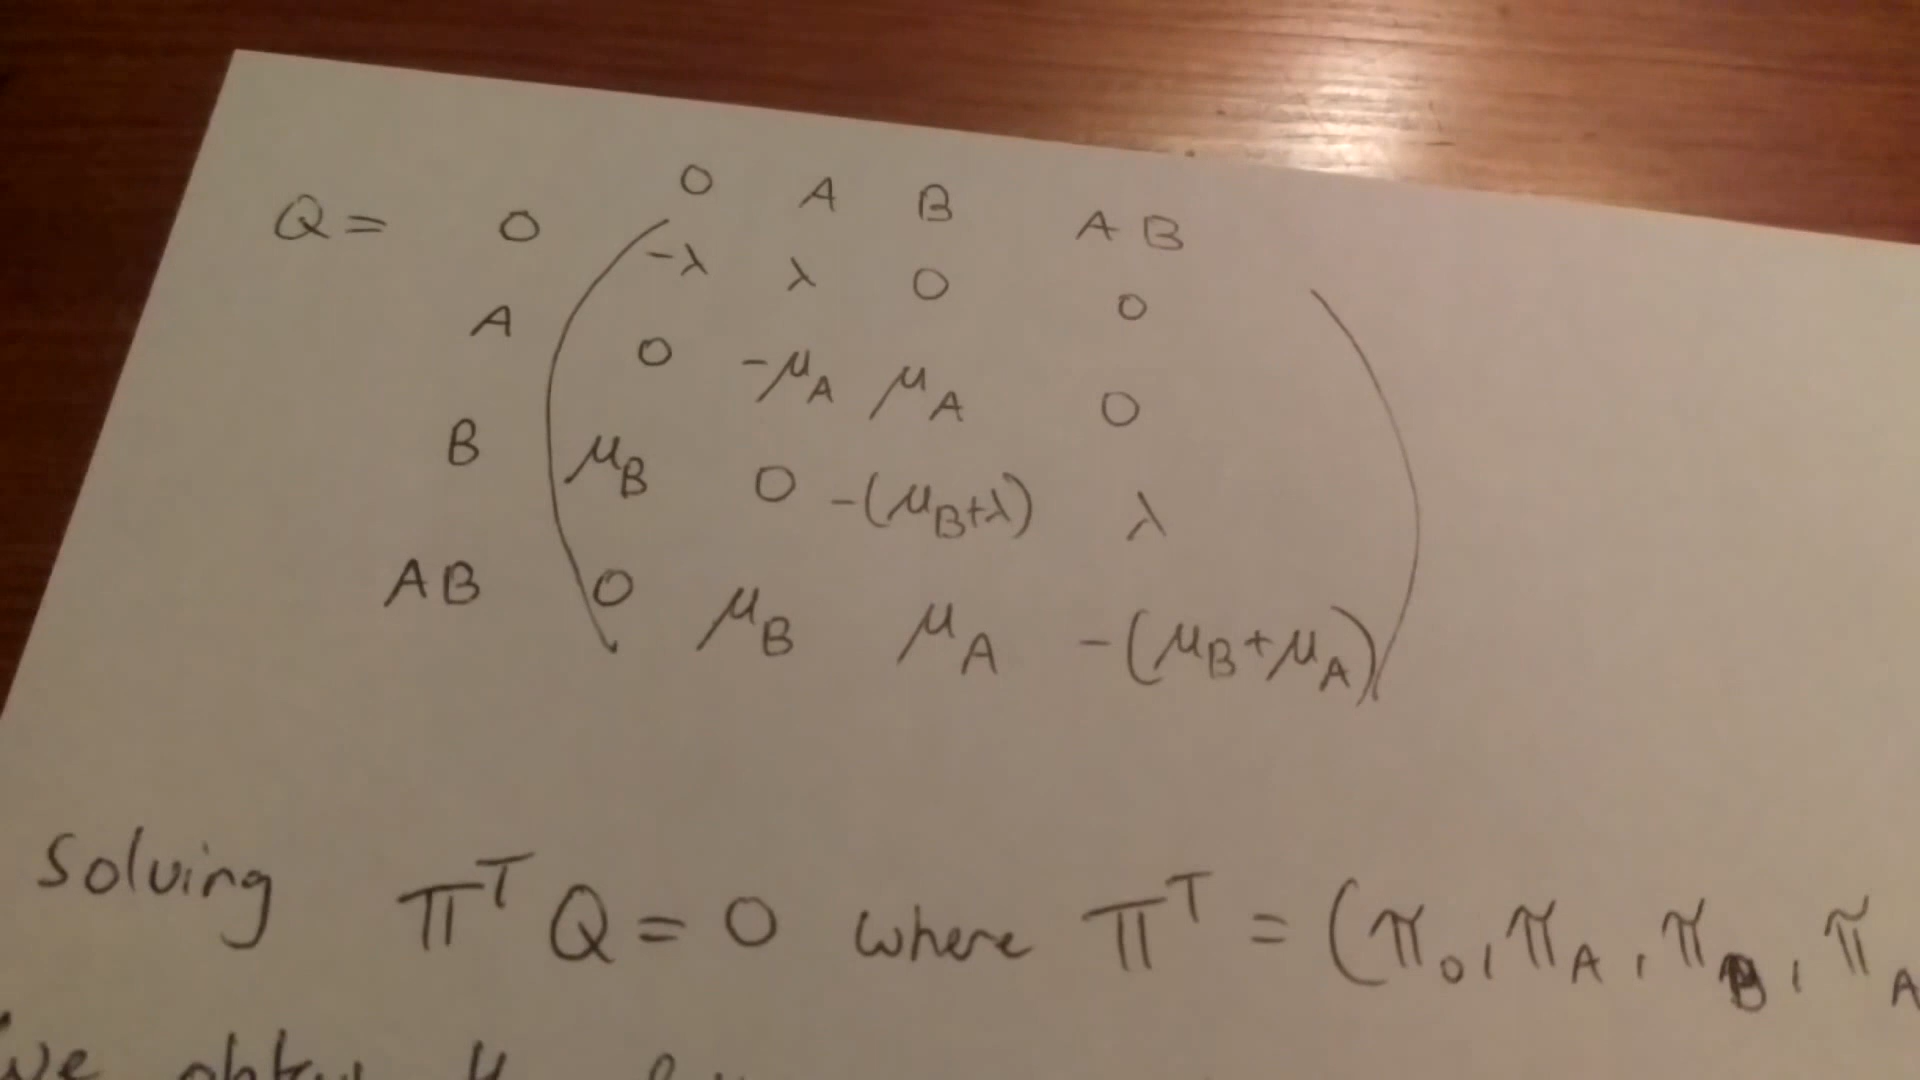 0 A B AB
Q = 0 -λ λ 0 0
A 0 -μ_A μ_A 0
B μ_B 0 -(μ_B+λ) λ
AB 0 μ_B μ_A -(μ_B+μ_A)
Solving π^T Q = 0 where π^T = (π_0, π_A, π_B, π_A
we